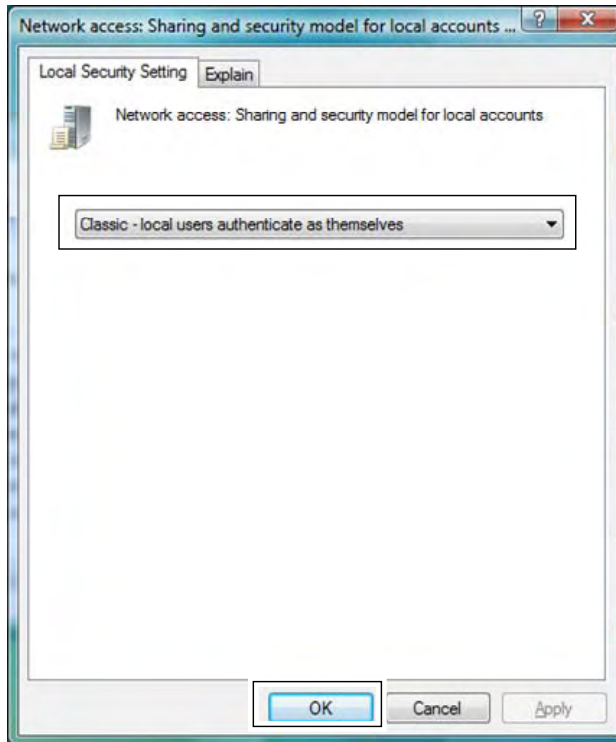 Network access: Sharing and security model for local accounts ...
Local Security Setting
Explain
Network access: Sharing and security model for local accounts
Classic - local users authenticate as themselves
OK
Cancel
Apply